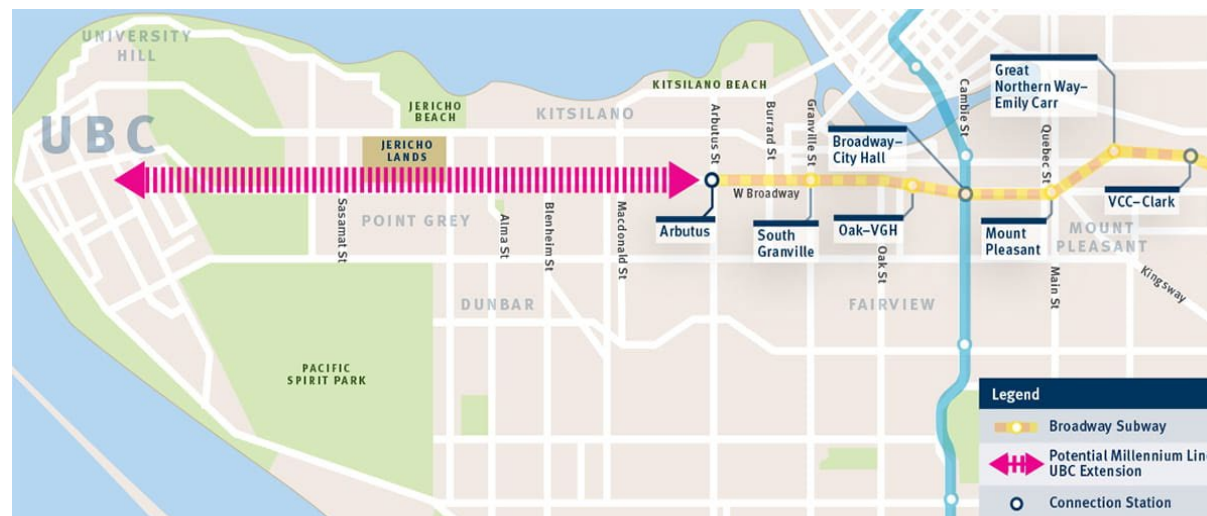 UNIVERSITY
HILL
UBC
JERICHO
BEACH
JERICHO
LANDS
KITSILANO
KITSILANO BEACH
Arbutus St
Burrard St
Granville St
Cambie St
Quebec St
Great
Northern Way–
Emily Carr
Broadway–
City Hall
W Broadway
Arbutus
South
Granville
Oak–VGH
Mount
Pleasant
VCC–Clark
MOUNT
PLEASANT
POINT GREY
Sasamat St
Alma St
Blenheim St
Macdonald St
Oak St
Main St
Kingsway
DUNBAR
FAIRVIEW
PACIFIC
SPIRIT PARK
Legend
Broadway Subway
Potential Millennium Line
UBC Extension
Connection Station